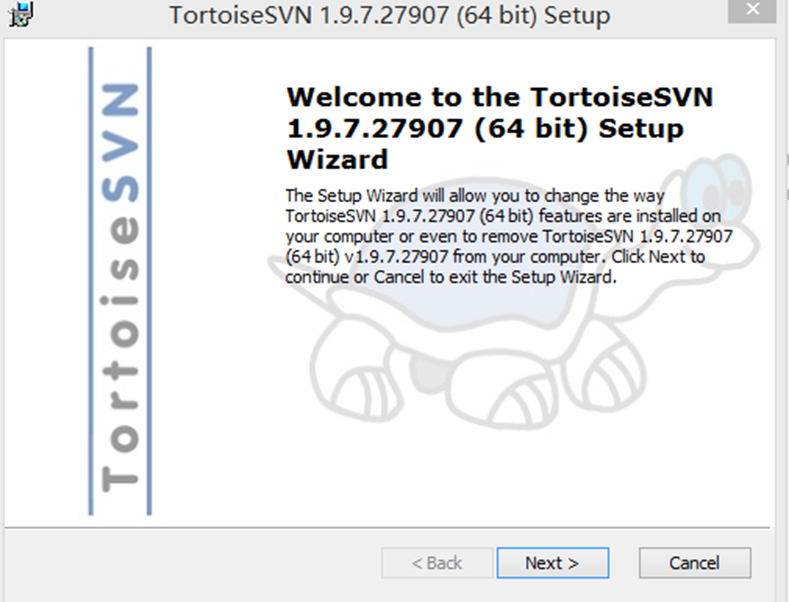 TortoiseSVN 1.9.7.27907 (64 bit) Setup
TortoiseSVN
Welcome to the TortoiseSVN
1.9.7.27907 (64 bit) Setup
Wizard
The Setup Wizard will allow you to change the way
TortoiseSVN 1.9.7.27907 (64 bit) features are installed on
your computer or even to remove TortoiseSVN 1.9.7.27907
(64 bit) v1.9.7.27907 from your computer. Click Next to
continue or Cancel to exit the Setup Wizard.
< Back
Next >
Cancel